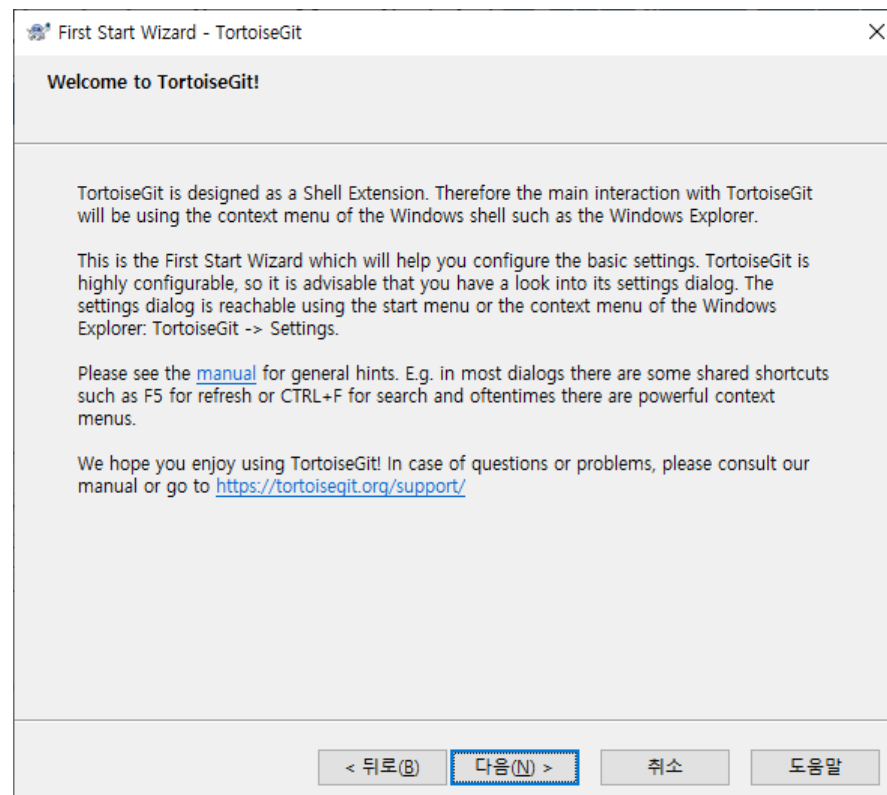 First Start Wizard - TortoiseGit
Welcome to TortoiseGit!
TortoiseGit is designed as a Shell Extension. Therefore the main interaction with TortoiseGit
will be using the context menu of the Windows shell such as the Windows Explorer.
This is the First Start Wizard which will help you configure the basic settings. TortoiseGit is
highly configurable, so it is advisable that you have a look into its settings dialog. The
settings dialog is reachable using the start menu or the context menu of the Windows
Explorer: TortoiseGit -> Settings.
Please see the manual for general hints. E.g. in most dialogs there are some shared shortcuts
such as F5 for refresh or CTRL+F for search and oftentimes there are powerful context
menus.
We hope you enjoy using TortoiseGit! In case of questions or problems, please consult our
manual or go to https://tortoisegit.org/support/
< 뒤로(B) 다음(N) > 취소 도움말